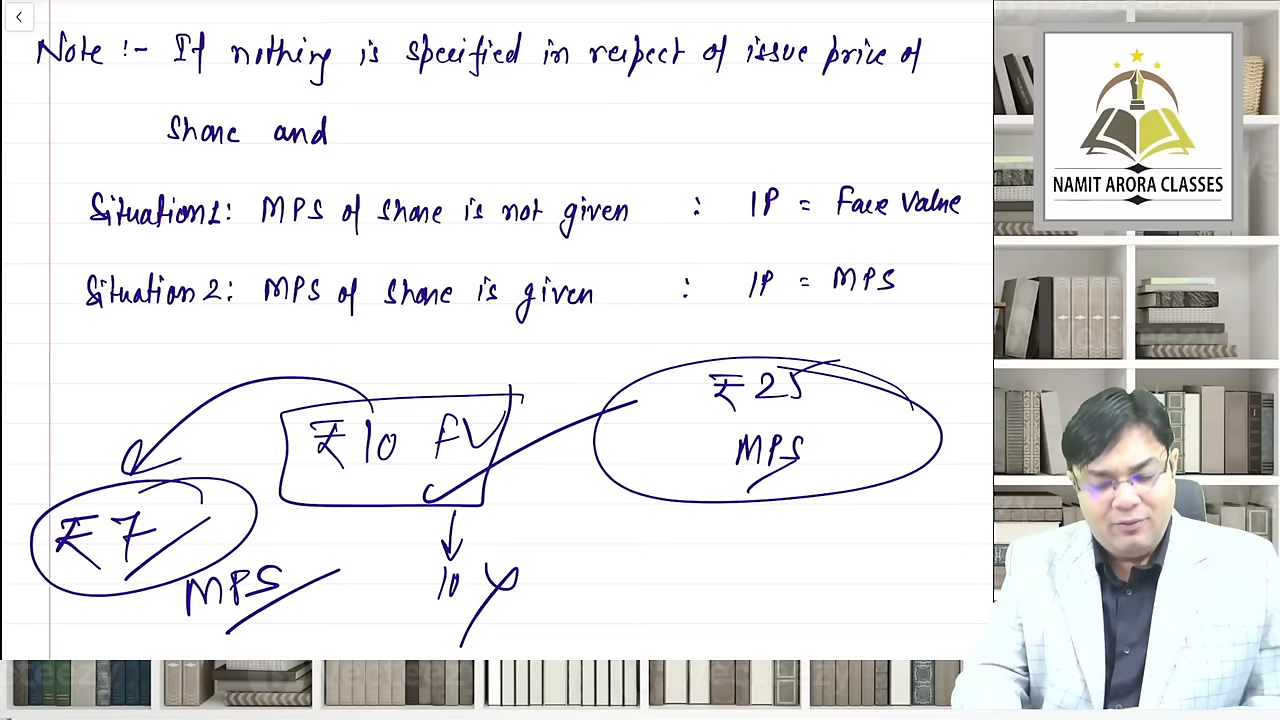 Note :- If nothing is specified in respect of issue price of
share and
Situation 1: MPS of share is not given : IP = Face Value
Situation 2: MPS of share is given : IP = MPS
₹ 10 FV
₹ 25
MPS
₹ 7
MPS
10
NAMIT ARORA CLASSES